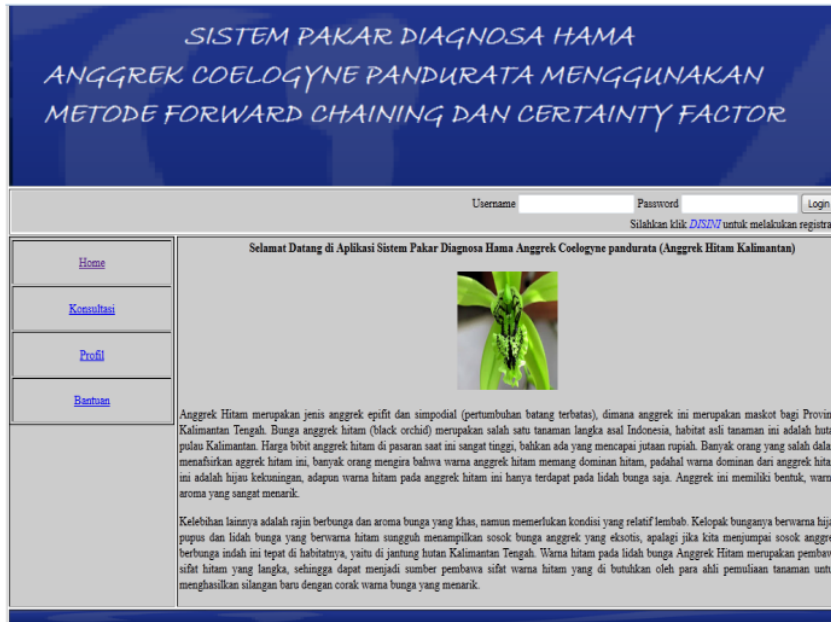 SISTEM PAKAR DIAGNOSA HAMA
ANGGREK COELOGYNE PANDURATA MENGGUNAKAN
METODE FORWARD CHAINING DAN CERTAINTY FACTOR
Username Password Login
Silahkan klik DISINI untuk melakukan registra
Selamat Datang di Aplikasi Sistem Pakar Diagnosa Hama Anggrek Coelogyne pandurata (Anggrek Hitam Kalimantan)
Home
Konsultasi
Profil
Bantuan
Anggrek Hitam merupakan jenis anggrek epifit dan simpodial (pertumbuhan batang terbatas), dimana anggrek ini merupakan maskot bagi Provin
Kalimantan Tengah. Bunga anggrek hitam (black orchid) merupakan salah satu tanaman langka asal Indonesia, habitat asli tanaman ini adalah huta
pulau Kalimantan. Harga bibit anggrek hitam di pasaran saat ini sangat tinggi, bahkan ada yang mencapai jutaan rupiah. Banyak orang yang salah dala
menafsirkan aggrek hitam ini, banyak orang mengira bahwa warna anggrek hitam memang dominan hitam, padahal warna dominan dari anggrek hita
ini adalah hijau kekuningan, adapun warna hitam pada anggrek hitam ini hanya terdapat pada lidah bunga saja. Anggrek ini memiliki bentuk, warn
aroma yang sangat menarik.
Kelebihan lainnya adalah rajin berbunga dan aroma bunga yang khas, namun memerlukan kondisi yang relatif lembab. Kelopak bunganya berwarna hija
pupus dan lidah bunga yang berwarna hitam sungguh menampilkan sosok bunga anggrek yang eksotis, apalagi jika kita menjumpai sosok anggre
berbunga indah ini tepat di habitatnya, yaitu di jantung hutan Kalimantan Tengah. Warna hitam pada lidah bunga Anggrek Hitam merupakan pembaw
sifat hitam yang langka, sehingga dapat menjadi sumber pembawa sifat warna hitam yang di butuhkan oleh para ahli pemuliaan tanaman untu
menghasilkan silangan baru dengan corak warna bunga yang menarik.